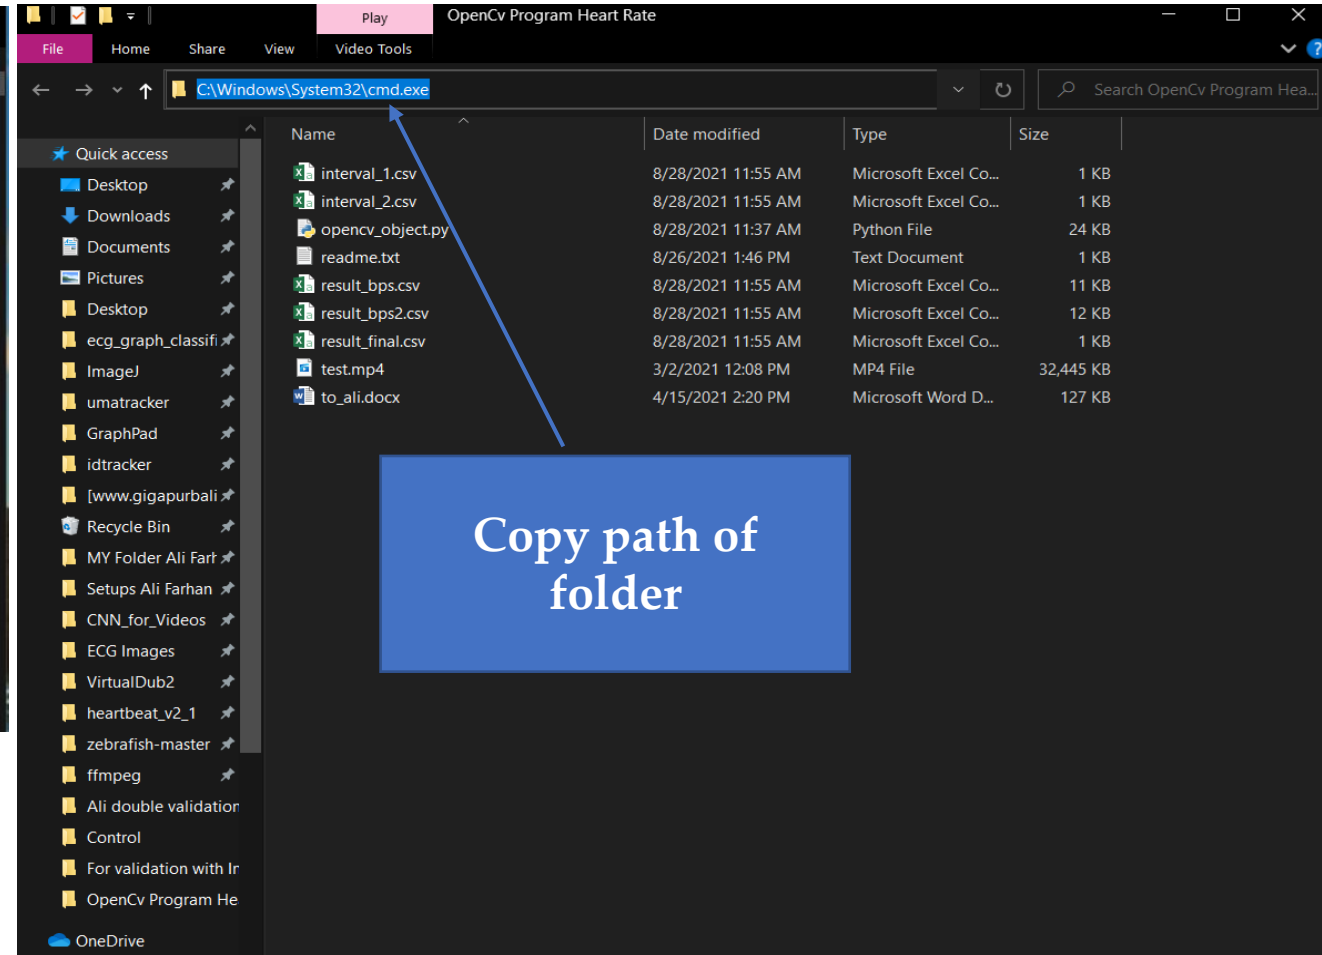 Play
OpenCv Program Heart Rate
File Home Share View Video Tools
C:\Windows\System32\cmd.exe
Search OpenCv Program Hea...
Name Date modified Type Size
Quick access
Desktop
Downloads
Documents
Pictures
Desktop
ecg_graph_classifi
ImageJ
umatracker
GraphPad
idtracker
[www.gigapurbali
Recycle Bin
MY Folder Ali Farh
Setups Ali Farhan
CNN_for_Videos
ECG Images
VirtualDub2
heartbeat_v2_1
zebrafish-master
ffmpeg
Ali double validation
Control
For validation with In
OpenCv Program He
OneDrive
interval_1.csv 8/28/2021 11:55 AM Microsoft Excel Co... 1 KB
interval_2.csv 8/28/2021 11:55 AM Microsoft Excel Co... 1 KB
opencv_object.py 8/28/2021 11:37 AM Python File 24 KB
readme.txt 8/26/2021 1:46 PM Text Document 1 KB
result_bps.csv 8/28/2021 11:55 AM Microsoft Excel Co... 11 KB
result_bps2.csv 8/28/2021 11:55 AM Microsoft Excel Co... 12 KB
result_final.csv 8/28/2021 11:55 AM Microsoft Excel Co... 1 KB
test.mp4 3/2/2021 12:08 PM MP4 File 32,445 KB
to_ali.docx 4/15/2021 2:20 PM Microsoft Word D... 127 KB
Copy path of
folder